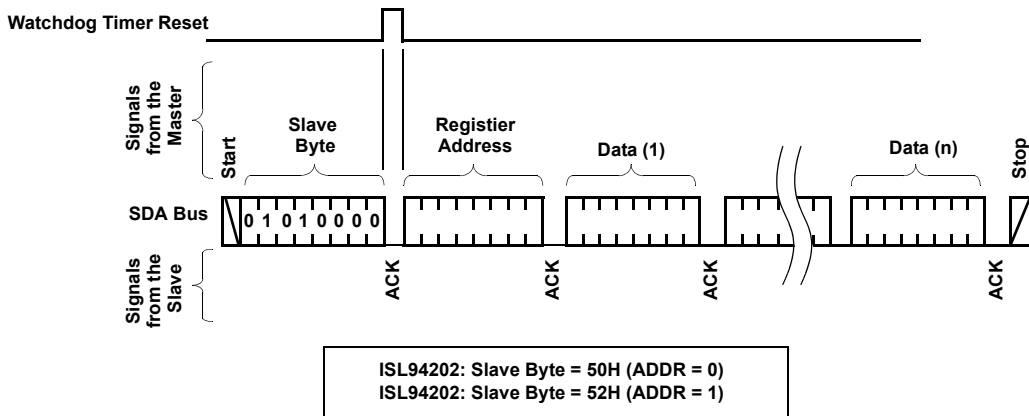 Watchdog Timer Reset
Signals
from the
Master
Start
Slave
Byte
Registier
Address
Data (1)
Data (n)
Stop
SDA Bus
0 1 0 1 0 0 0 0
Signals
from the
Slave
ACK
ACK
ACK
ACK
ISL94202: Slave Byte = 50H (ADDR = 0)
ISL94202: Slave Byte = 52H (ADDR = 1)